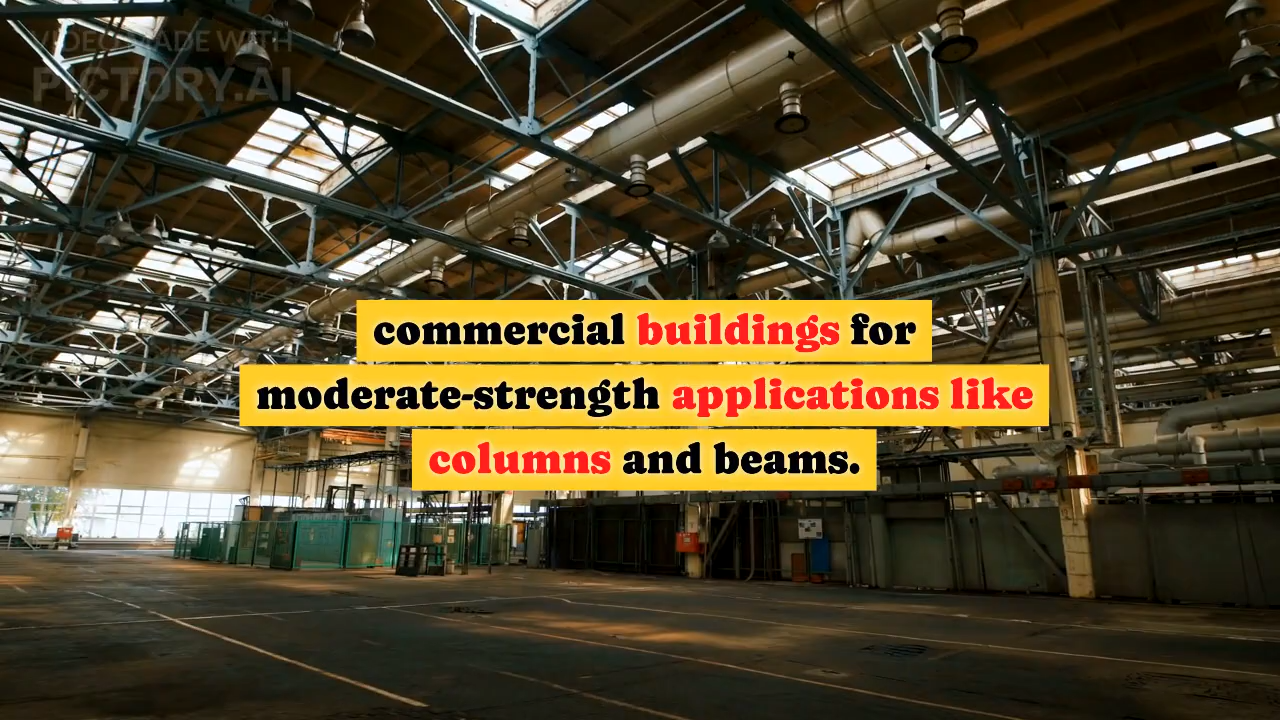 VIDEO MADE WITH
PICTORY.AI
commercial buildings for
moderate-strength applications like
columns and beams.